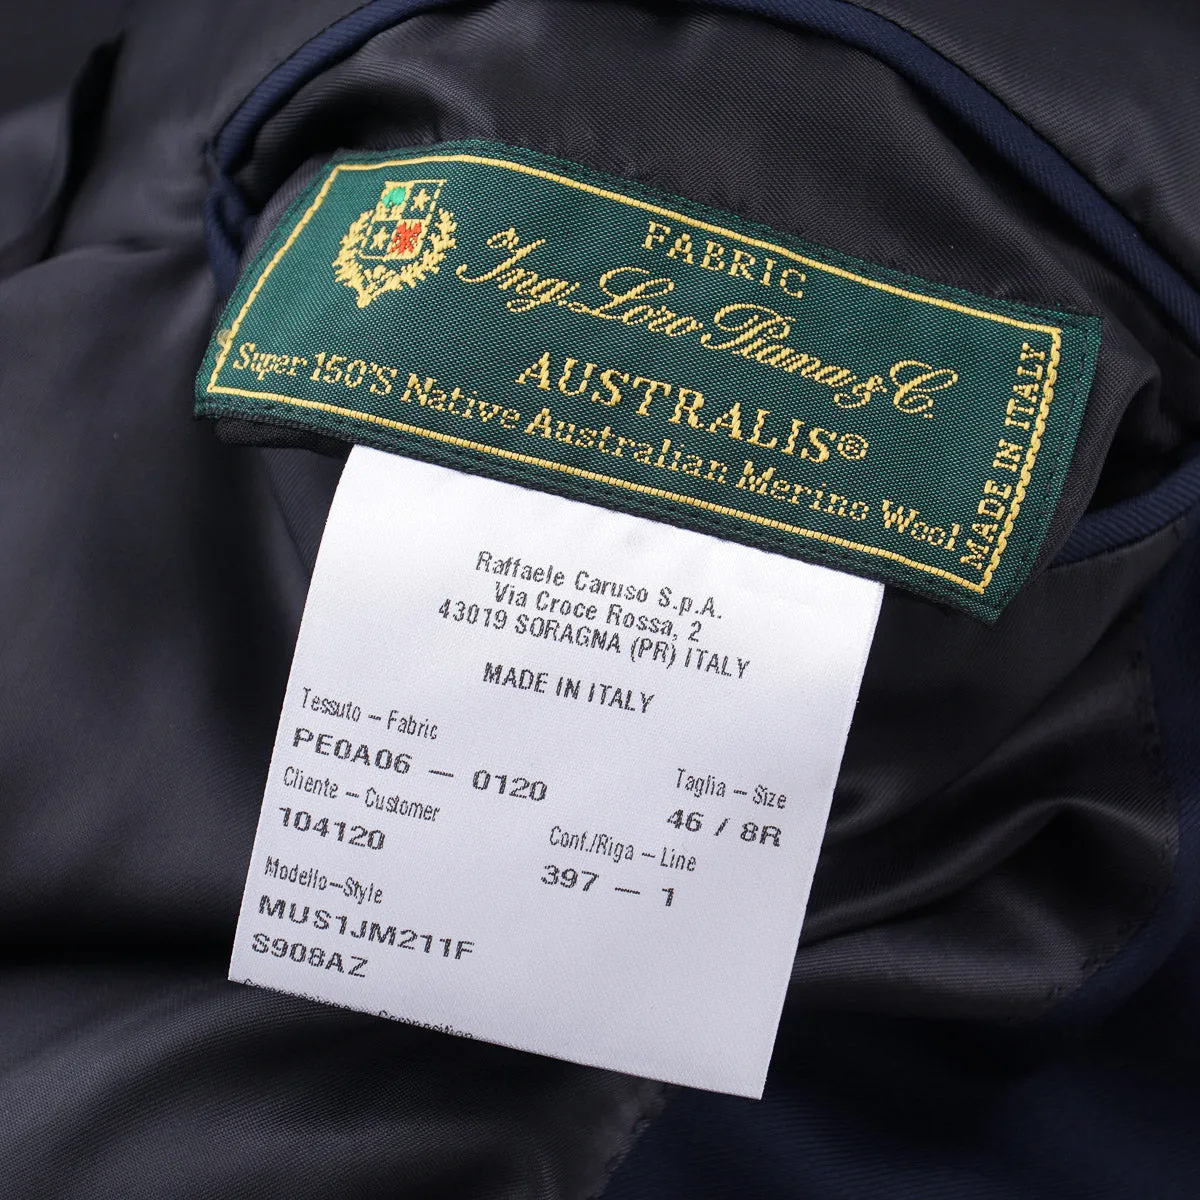 FABRIC
Ing. Loro Piana & C.
AUSTRALIS®
Super 150'S Native Australian Merino Wool
MADE IN ITALY
Raffaele Caruso S.p.A.
Via Croce Rossa, 2
43019 SORAGNA (PR) ITALY
MADE IN ITALY
Tessuto – Fabric
PE0A06 – 0120
Taglia – Size
46 / 8R
Cliente – Customer
104120
Conf./Riga – Line
397 – 1
Modello–Style
MUS1JM211F
S908AZ